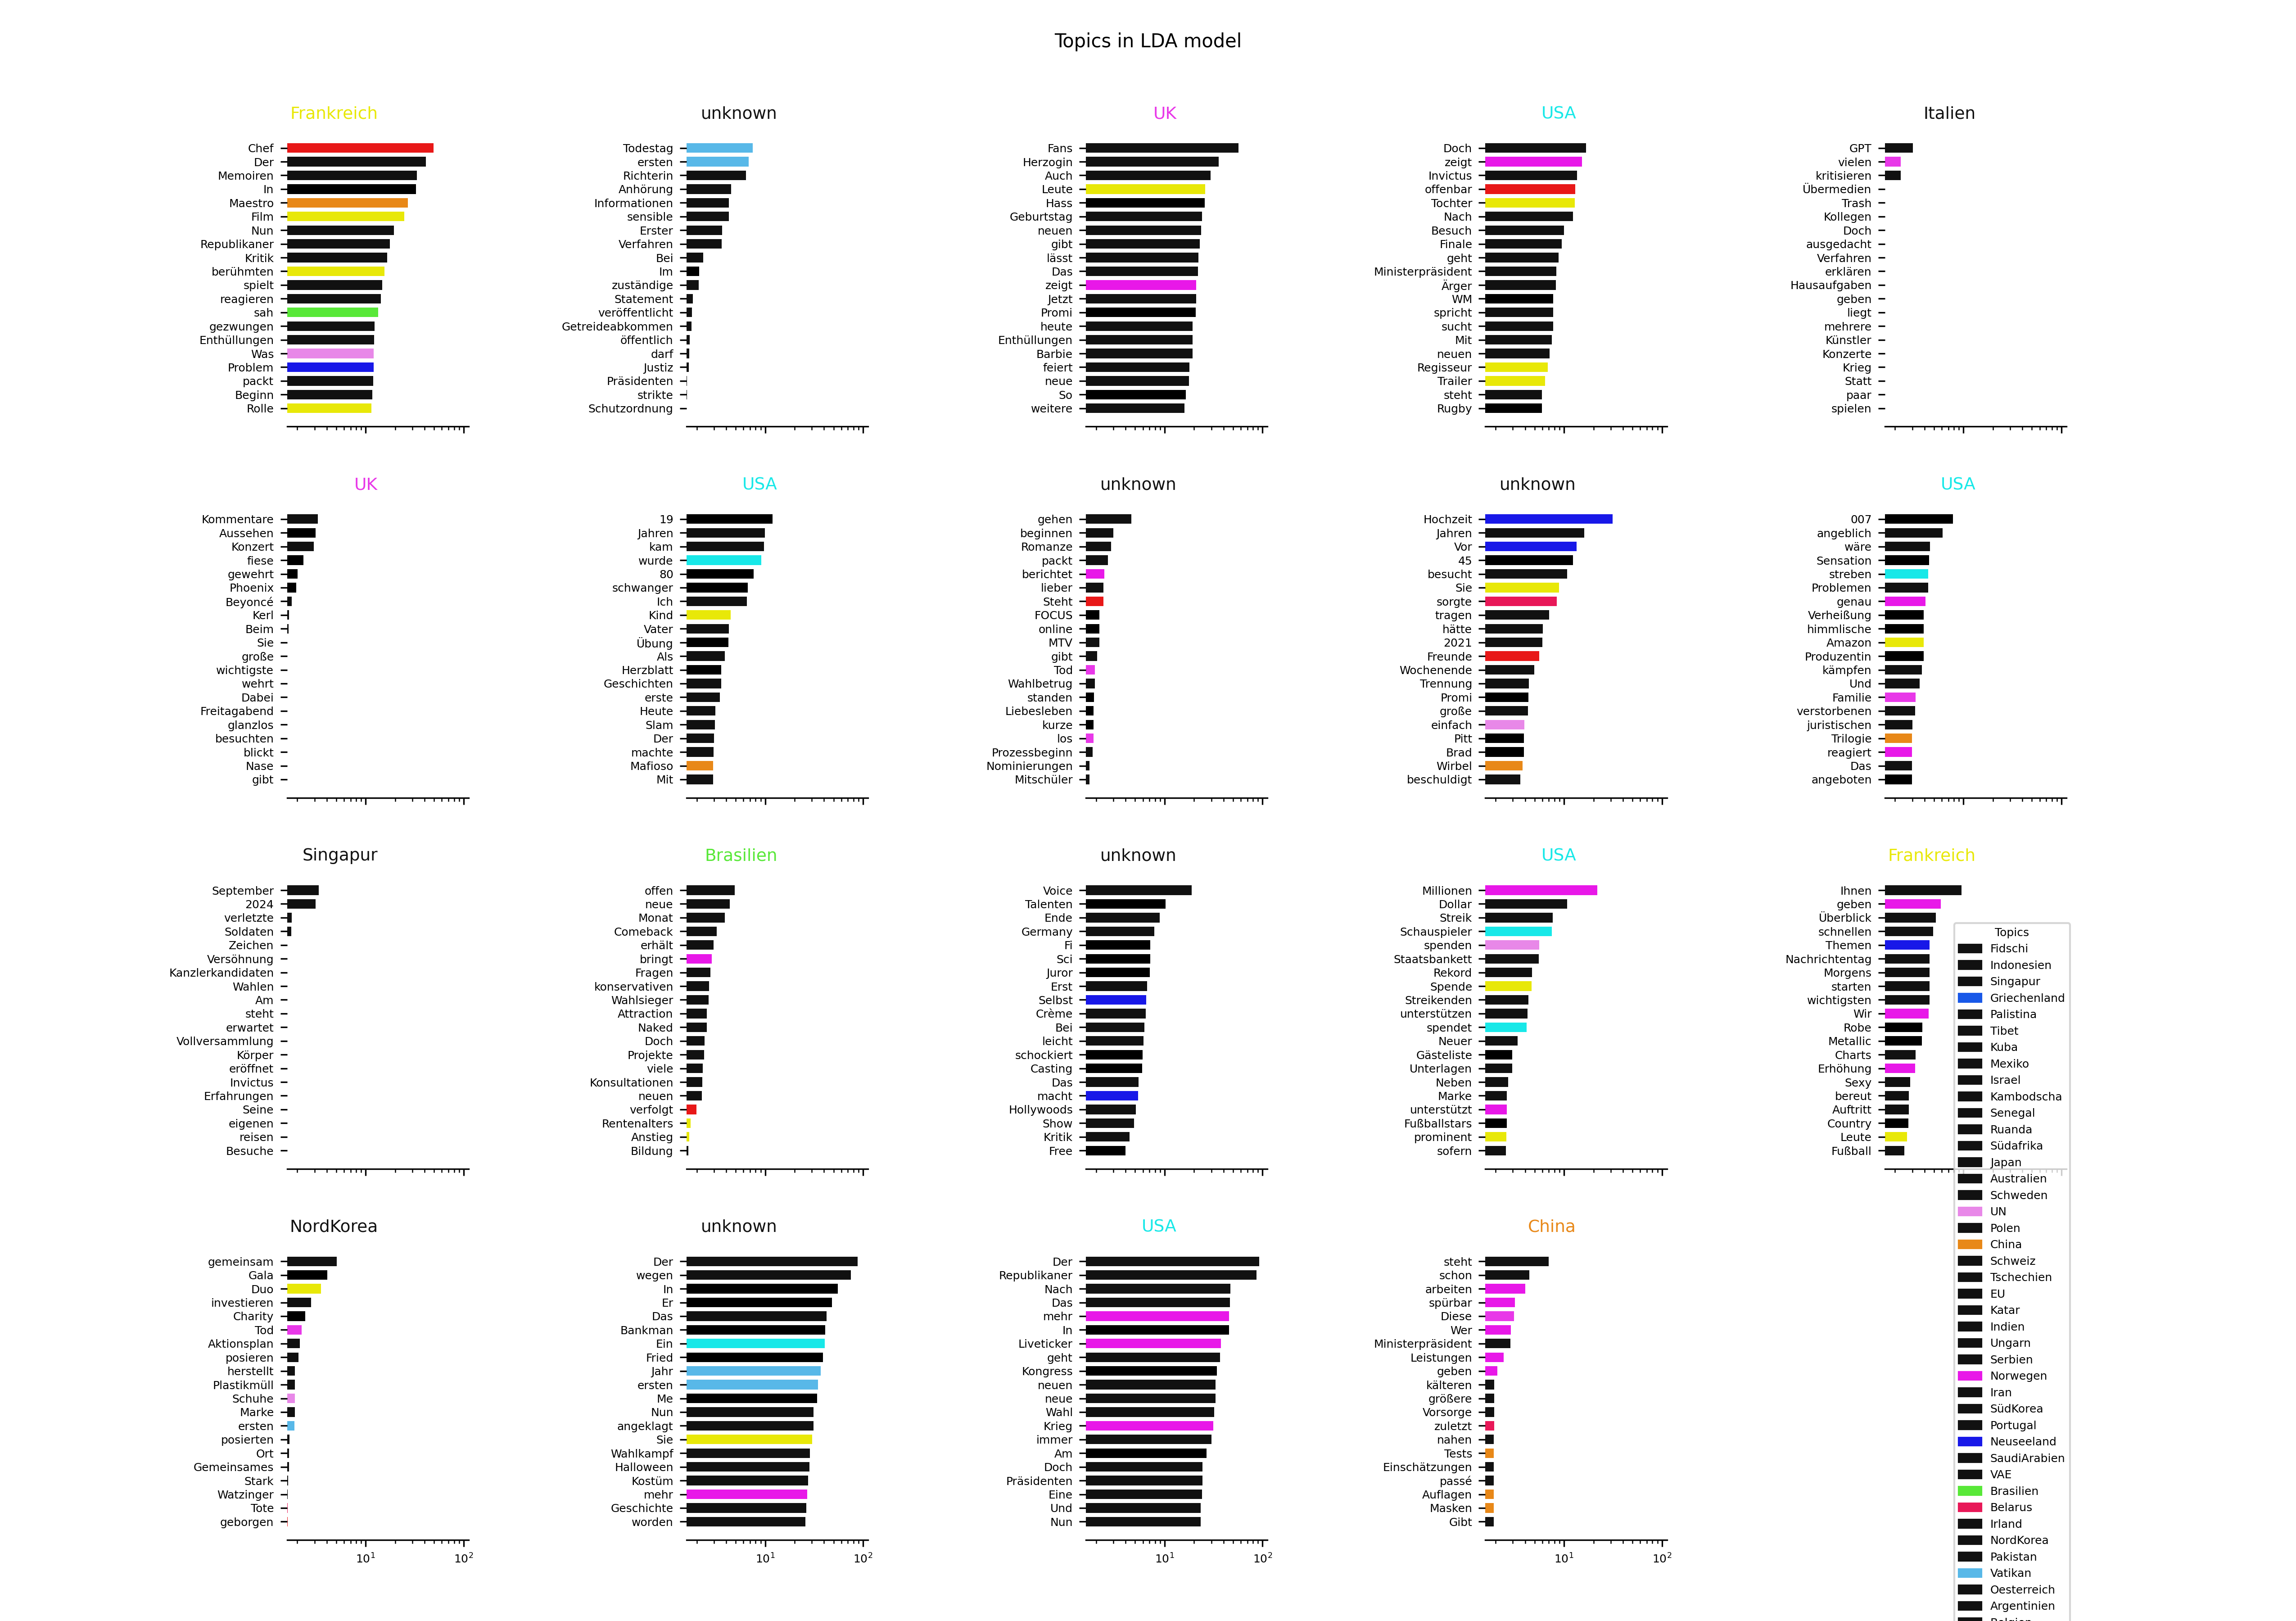 Topics in LDA model
Frankreich
Chef
Der
Memoiren
In
Maestro
Film
Nun
Republikaner
Kritik
berühmten
spielt
reagieren
sah
gezwungen
Enthüllungen
Was
Problem
packt
Beginn
Rolle
unknown
Todestag
ersten
Richterin
Anhörung
Informationen
sensible
Erster
Verfahren
Bei
Im
zuständige
Statement
veröffentlicht
Getreideabkommen
öffentlich
darf
Justiz
Präsidenten
strikte
Schutzordnung
UK
Fans
Herzogin
Auch
Leute
Hass
Geburtstag
neuen
gibt
lässt
Das
zeigt
Jetzt
Promi
heute
Enthüllungen
Barbie
feiert
neue
So
weitere
USA
Doch
zeigt
Invictus
offenbar
Tochter
Nach
Besuch
Finale
geht
Ministerpräsident
Ärger
WM
spricht
sucht
Mit
neuen
Regisseur
Trailer
steht
Rugby
Italien
GPT
vielen
kritisieren
Übermedien
Trash
Kollegen
Doch
ausgedacht
Verfahren
erklären
Hausaufgaben
geben
liegt
mehrere
Künstler
Konzerte
Krieg
Statt
paar
spielen
UK
Kommentare
Aussehen
Konzert
fiese
gewehrt
Phoenix
Beyoncé
Kerl
Beim
Sie
große
wichtigste
wehrt
Dabei
Freitagabend
glanzlos
besuchten
blickt
Nase
gibt
USA
19
Jahren
kam
wurde
80
schwanger
Ich
Kind
Vater
Übung
Als
Herzblatt
Geschichten
erste
Heute
Slam
Der
machte
Mafioso
Mit
unknown
gehen
beginnen
Romanze
packt
berichtet
lieber
Steht
FOCUS
online
MTV
gibt
Tod
Wahlbetrug
standen
Liebesleben
kurze
los
Prozessbeginn
Nominierungen
Mitschüler
unknown
Hochzeit
Jahren
Vor
45
besucht
Sie
sorgte
tragen
hätte
2021
Freunde
Wochenende
Trennung
Promi
große
einfach
Pitt
Brad
Wirbel
beschuldigt
USA
007
angeblich
wäre
Sensation
streben
Problemen
genau
Verheißung
himmlische
Amazon
Produzentin
kämpfen
Und
Familie
verstorbenen
juristischen
Trilogie
reagiert
Das
angeboten
Singapur
September
2024
verletzte
Soldaten
Zeichen
Versöhnung
Kanzlerkandidaten
Wahlen
Am
steht
erwartet
Vollversammlung
Körper
eröffnet
Invictus
Erfahrungen
Seine
eigenen
reisen
Besuche
Brasilien
offen
neue
Monat
Comeback
erhält
bringt
Fragen
konservativen
Wahlsieger
Attraction
Naked
Doch
Projekte
viele
Konsultationen
neuen
verfolgt
Rentenalters
Anstieg
Bildung
unknown
Voice
Talenten
Ende
Germany
Fi
Sci
Juror
Erst
Selbst
Crème
Bei
leicht
schockiert
Casting
Das
macht
Hollywoods
Show
Kritik
Free
USA
Millionen
Dollar
Streik
Schauspieler
spenden
Staatsbankett
Rekord
Spende
Streikenden
unterstützen
spendet
Neuer
Gästeliste
Unterlagen
Neben
Marke
unterstützt
Fußballstars
prominent
sofern
Frankreich
Ihnen
geben
Überblick
schnellen
Themen
Nachrichtentag
Morgens
starten
wichtigsten
Wir
Robe
Metallic
Charts
Erhöhung
Sexy
bereut
Auftritt
Country
Leute
Fußball
NordKorea
gemeinsam
Gala
Duo
investieren
Charity
Tod
Aktionsplan
posieren
herstellt
Plastikmüll
Schuhe
Marke
ersten
posierten
Ort
Gemeinsames
Stark
Watzinger
Tote
geborgen
unknown
Der
wegen
In
Er
Das
Bankman
Ein
Fried
Jahr
ersten
Me
Nun
angeklagt
Sie
Wahlkampf
Halloween
Kostüm
mehr
Geschichte
worden
10¹ 10²
USA
Der
Republikaner
Nach
Das
mehr
In
Liveticker
geht
Kongress
neuen
neue
Wahl
Krieg
immer
Am
Doch
Präsidenten
Eine
Und
Nun
10¹ 10²
China
steht
schon
arbeiten
spürbar
Diese
Wer
Ministerpräsident
Leistungen
geben
kälteren
größere
Vorsorge
zuletzt
nahen
Tests
Einschätzungen
passé
Auflagen
Masken
Gibt
10¹ 10²
10¹ 10²
Topics
Fidschi
Indonesien
Singapur
Griechenland
Palistina
Tibet
Kuba
Mexiko
Israel
Kambodscha
Senegal
Ruanda
Südafrika
Japan
Australien
Schweden
UN
Polen
China
Schweiz
Tschechien
EU
Katar
Indien
Ungarn
Serbien
Norwegen
Iran
SüdKorea
Portugal
Neuseeland
SaudiArabien
VAE
Brasilien
Belarus
Irland
NordKorea
Pakistan
Vatikan
Oesterreich
Argentinien